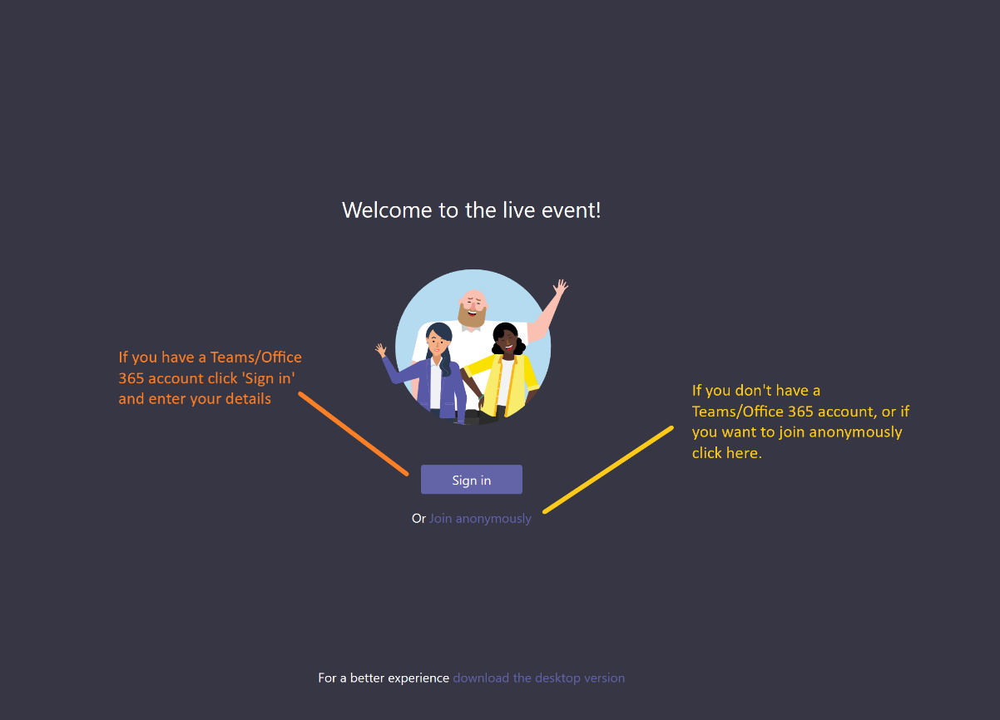 Welcome to the live event!
If you have a Teams/Office
365 account click 'Sign in'
and enter your details
If you don't have a
Teams/Office 365 account, or if
you want to join anonymously
click here.
Sign in
Or Join anonymously
For a better experience download the desktop version